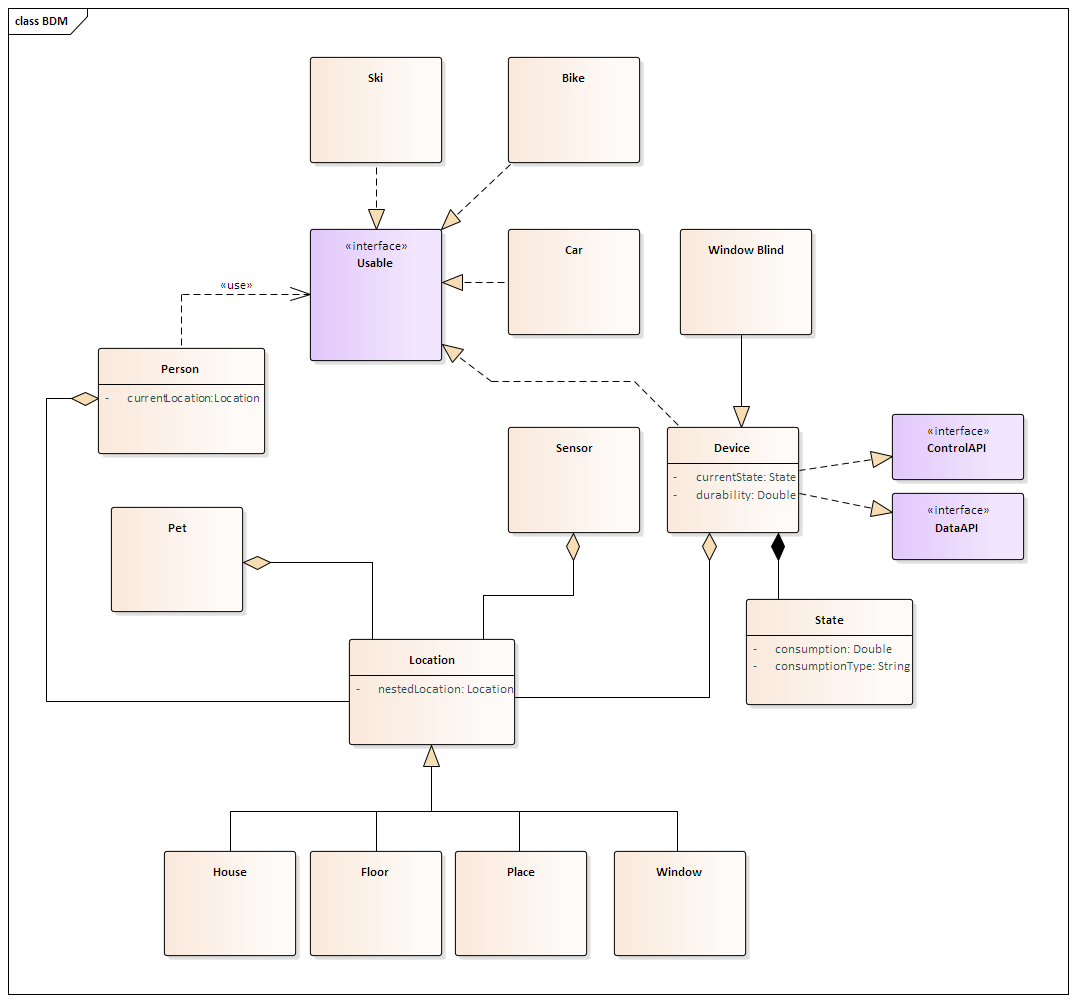 class BDM
Ski
Bike
«interface»
Usable
Car
Window Blind
«use»
Person
- currentLocation:Location
Sensor
Device
- currentState: State
- durability: Double
«interface»
ControlAPI
«interface»
DataAPI
Pet
State
- consumption: Double
- consumptionType: String
Location
- nestedLocation: Location
House
Floor
Place
Window